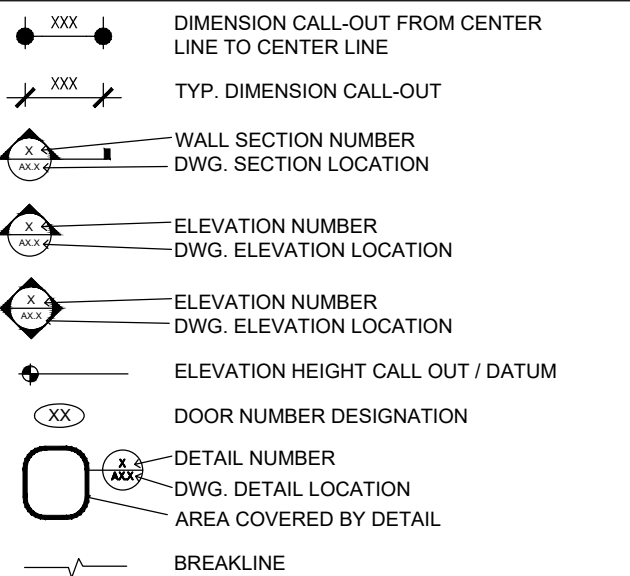 XXX DIMENSION CALL-OUT FROM CENTER
LINE TO CENTER LINE
XXX TYP. DIMENSION CALL-OUT
X WALL SECTION NUMBER
AX.X DWG. SECTION LOCATION
X ELEVATION NUMBER
AX.X DWG. ELEVATION LOCATION
X ELEVATION NUMBER
AX.X DWG. ELEVATION LOCATION
ELEVATION HEIGHT CALL OUT / DATUM
XX DOOR NUMBER DESIGNATION
X DETAIL NUMBER
AX.X DWG. DETAIL LOCATION
AREA COVERED BY DETAIL
BREAKLINE